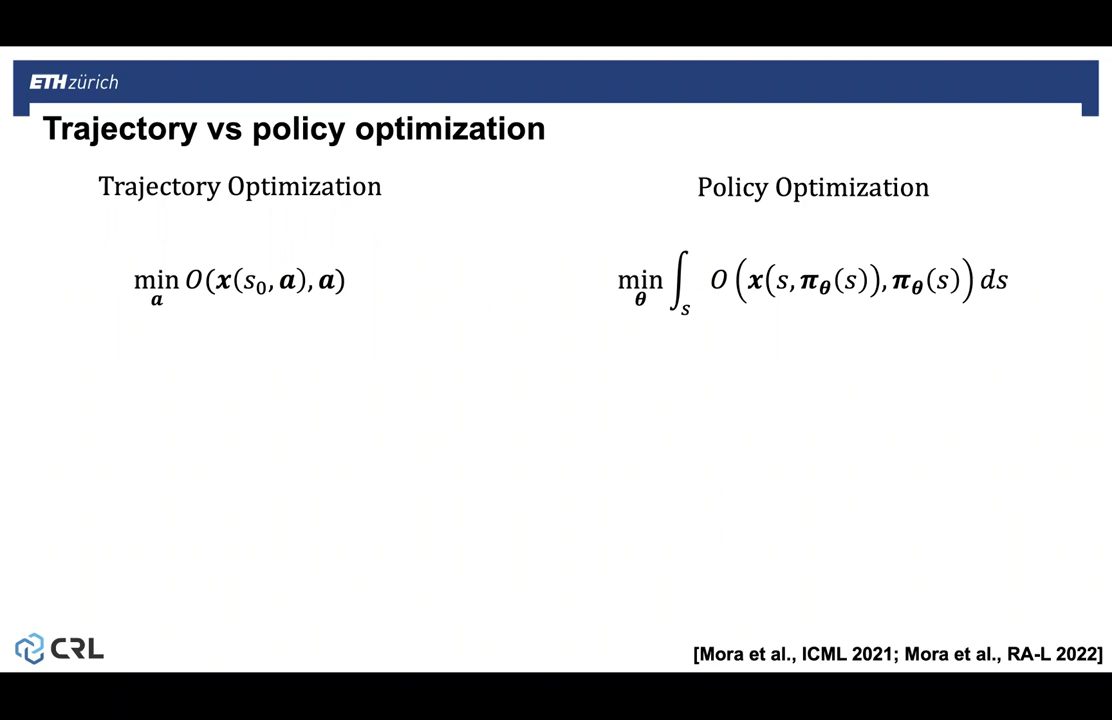 ETH zürich
Trajectory vs policy optimization
Trajectory Optimization
Policy Optimization
min_a O(x(s₀, a), a)
min_θ ∫_s O(x(s, π_θ(s)), π_θ(s)) ds
CRL
[Mora et al., ICML 2021; Mora et al., RA-L 2022]